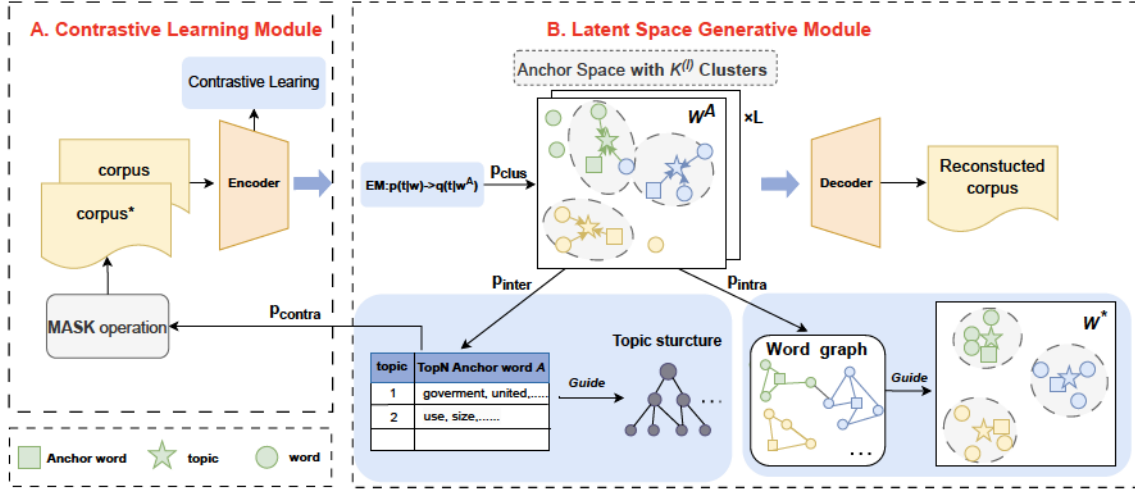 A. Contrastive Learning Module
Contrastive Learing
corpus
corpus*
Encoder
MASK operation
p_contra
Anchor word
topic
word
B. Latent Space Generative Module
Anchor Space with K^(l) Clusters
EM:p(t|w)->q(t|w^A)
p_clus
W^A
×L
Decoder
Reconstucted
corpus
p_inter
p_intra
topic TopN Anchor word A
1 goverment, united,.....
2 use, size,......
Guide
Topic sturcture
...
Word graph
...
Guide
W^*